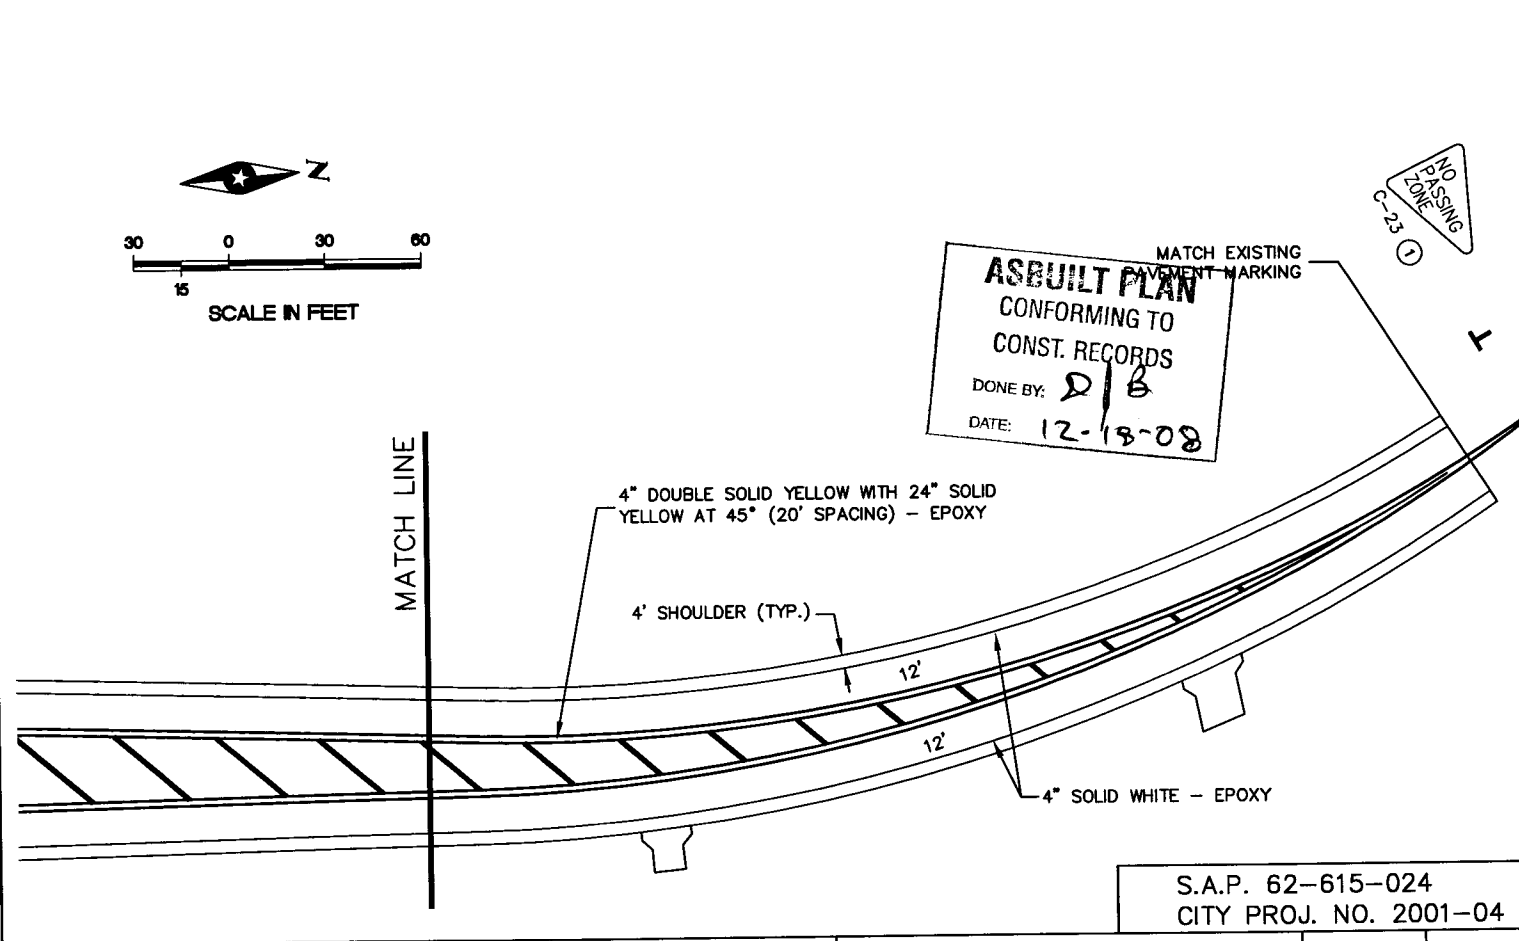 N
30 0 30 60
15
SCALE IN FEET
NO
PASSING
ZONE
C-23 1
MATCH EXISTING
PAVEMENT MARKING
ASBUILT PLAN
CONFORMING TO
CONST. RECORDS
DONE BY: D/B
DATE: 12-18-08
MATCH LINE
4" DOUBLE SOLID YELLOW WITH 24" SOLID
YELLOW AT 45° (20' SPACING) - EPOXY
4' SHOULDER (TYP.)
12'
12'
4" SOLID WHITE - EPOXY
S.A.P. 62-615-024
CITY PROJ. NO. 2001-04